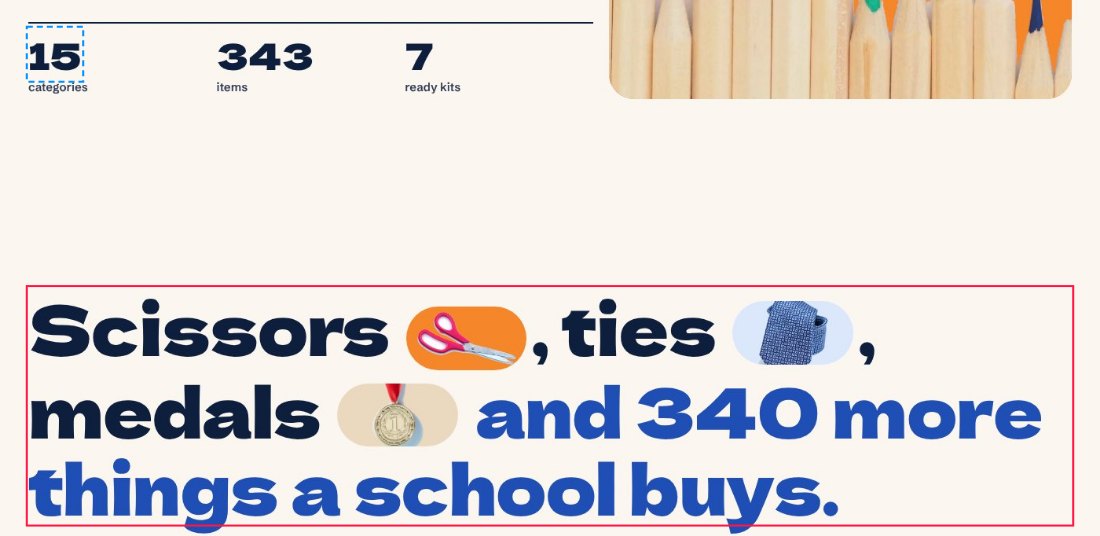 15 343 7
categories items ready kits
Scissors , ties ,
medals and 340 more
things a school buys.